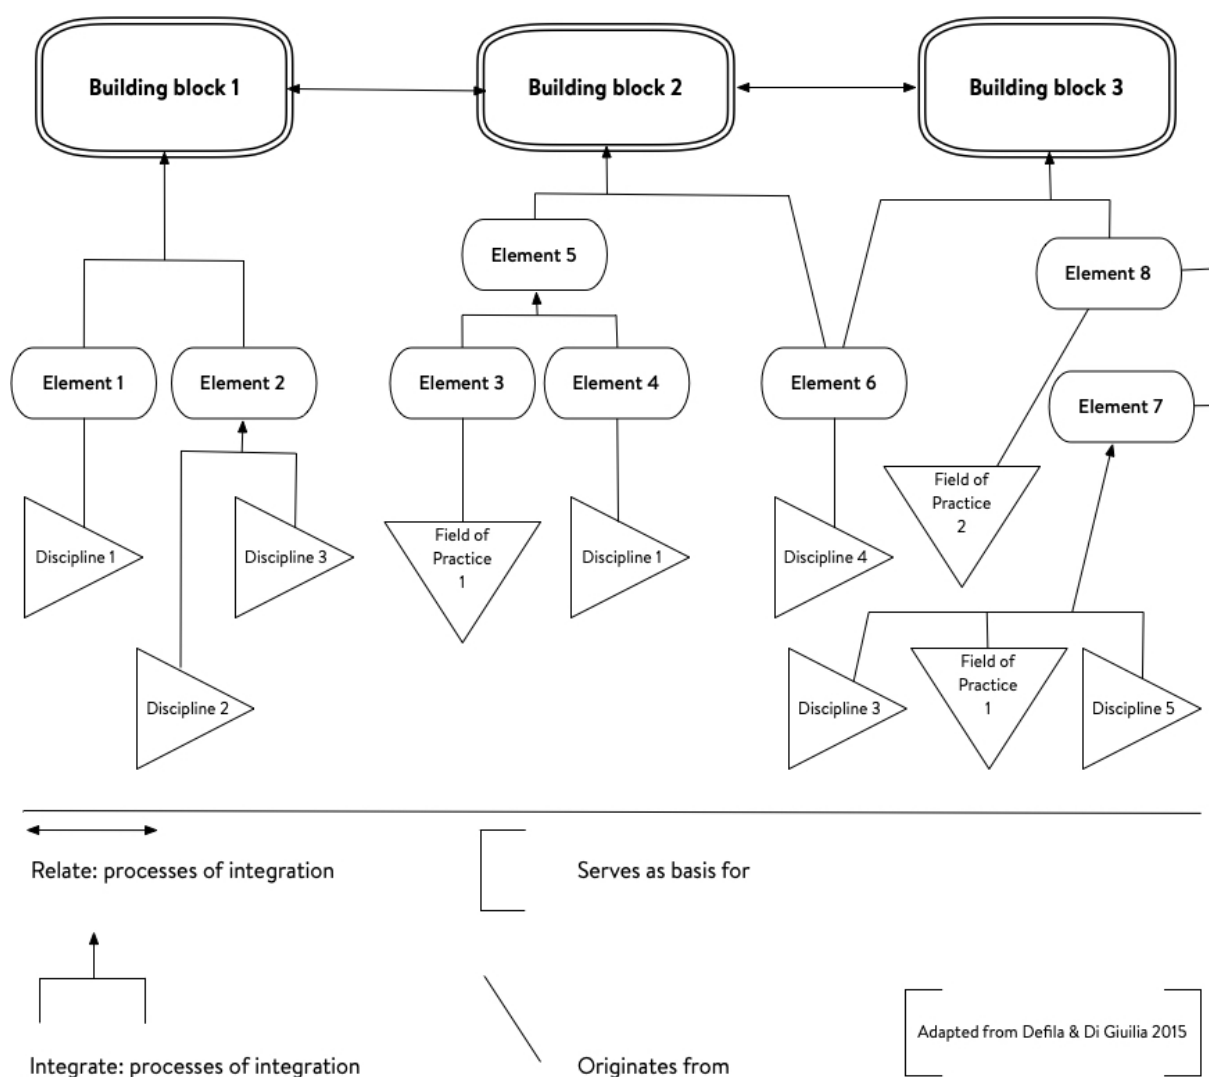 Building block 1
Building block 2
Building block 3
Element 5
Element 8
Element 1
Element 2
Element 3
Element 4
Element 6
Element 7
Field of
Practice
2
Discipline 1
Discipline 3
Field of
Practice
1
Discipline 1
Discipline 4
Discipline 2
Discipline 3
Field of
Practice
1
Discipline 5
Relate: processes of integration
Serves as basis for
Adapted from Defila & Di Giuilia 2015
Integrate: processes of integration
Originates from